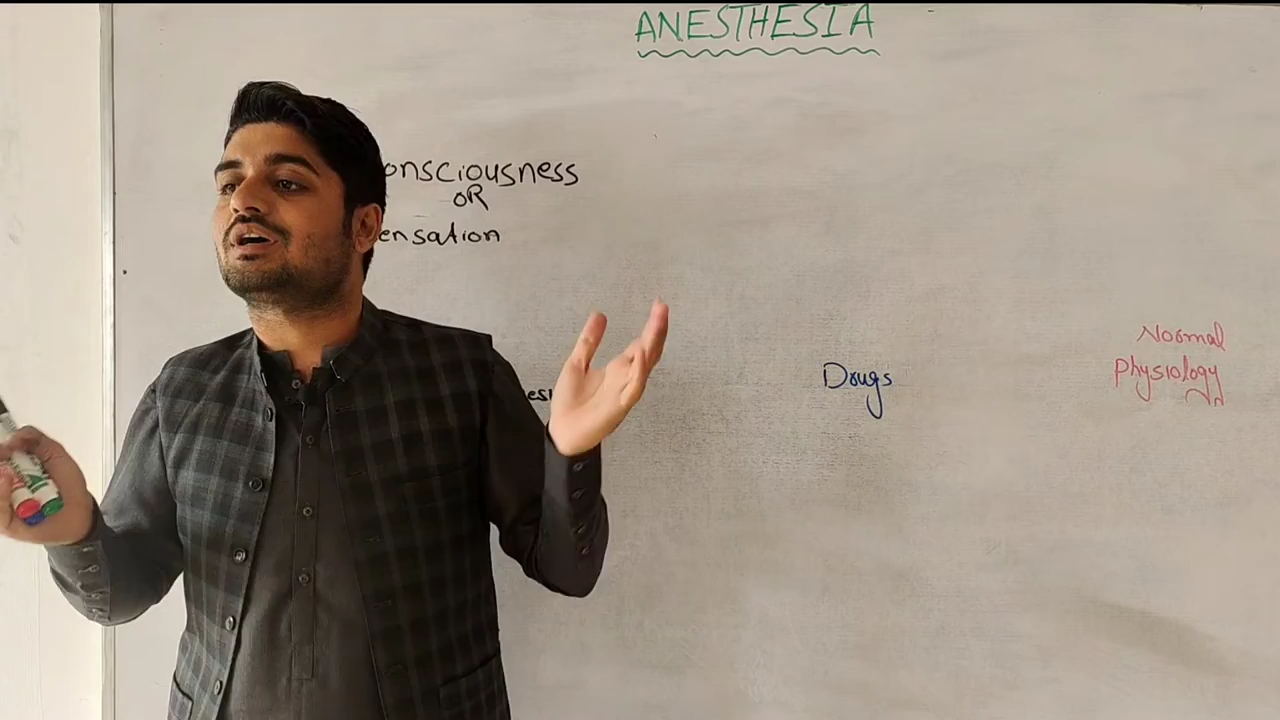 ANESTHESIA
onsciousness
OR
ensation
Drugs
Normal
Physiology